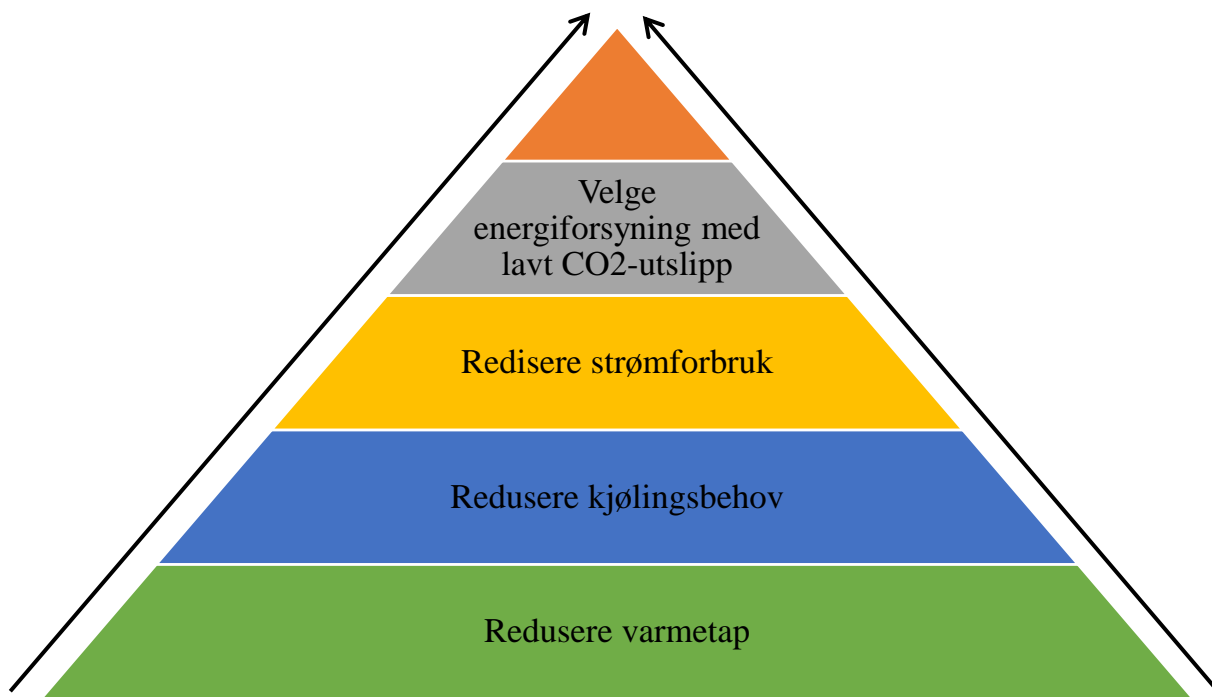 Velge
energiforsyning med
lavt CO2-utslipp
Redisere strømforbruk
Redusere kjølingsbehov
Redusere varmetap